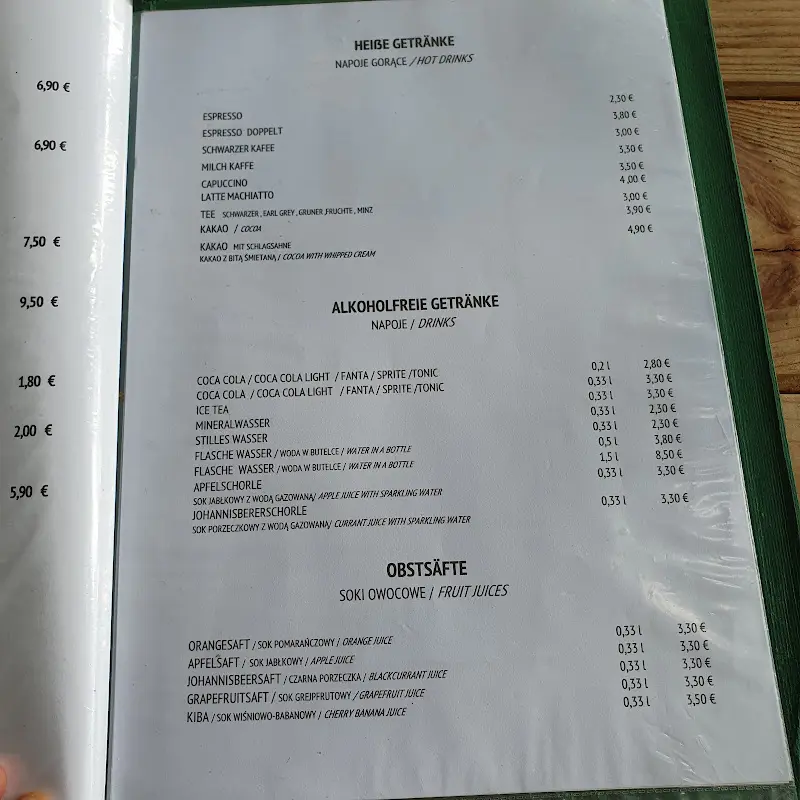 6,90 €
6,90 €
7,50 €
9,50 €
1,80 €
2,00 €
5,90 €
HEIẞE GETRÄNKE
NAPOJE GORĄCE / HOT DRINKS
ESPRESSO 2,30 €
ESPRESSO DOPPELT 3,80 €
SCHWARZER KAFEE 3,00 €
MILCH KAFFE 3,30 €
CAPUCCINO 3,50 €
LATTE MACHIATTO 4,00 €
TEE SCHWARZER , EARL GREY , GRUNER ,FRUCHTE , MINZ 3,00 €
KAKAO / COCOA 3,90 €
KAKAO MIT SCHLAGSAHNE 4,90 €
KAKAO Z BITĄ ŚMIETANĄ / COCOA WITH WHIPPED CREAM
ALKOHOLFREIE GETRÄNKE
NAPOJE / DRINKS
COCA COLA / COCA COLA LIGHT / FANTA / SPRITE /TONIC 0,2 l 2,80 €
COCA COLA / COCA COLA LIGHT / FANTA / SPRITE /TONIC 0,33 l 3,30 €
ICE TEA 0,33 l 3,30 €
MINERALWASSER 0,33 l 2,30 €
STILLES WASSER 0,33 l 2,30 €
FLASCHE WASSER / WODA W BUTELCE / WATER IN A BOTTLE 0,5 l 3,80 €
FLASCHE WASSER / WODA W BUTELCE / WATER IN A BOTTLE 1,5 l 8,50 €
APFELSCHORLE 0,33 l 3,30 €
SOK JABŁKOWY Z WODĄ GAZOWANĄ/ APPLE JUICE WITH SPARKLING WATER
JOHANNISBERERSCHORLE 0,33 l 3,30 €
SOK PORZECZKOWY Z WODĄ GAZOWANĄ/ CURRANT JUICE WITH SPARKLING WATER
OBSTSÄFTE
SOKI OWOCOWE / FRUIT JUICES
ORANGESAFT / SOK POMARAŃCZOWY / ORANGE JUICE 0,33 l 3,30 €
APFELSAFT / SOK JABŁKOWY / APPLE JUICE 0,33 l 3,30 €
JOHANNISBEERSAFT / CZARNA PORZECZKA / BLACKCURRANT JUICE 0,33 l 3,30 €
GRAPEFRUITSAFT / SOK GREJPFRUTOWY / GRAPEFRUIT JUICE 0,33 l 3,30 €
KIBA / SOK WIŚNIOWO-BABANOWY / CHERRY BANANA JUICE 0,33 l 3,50 €